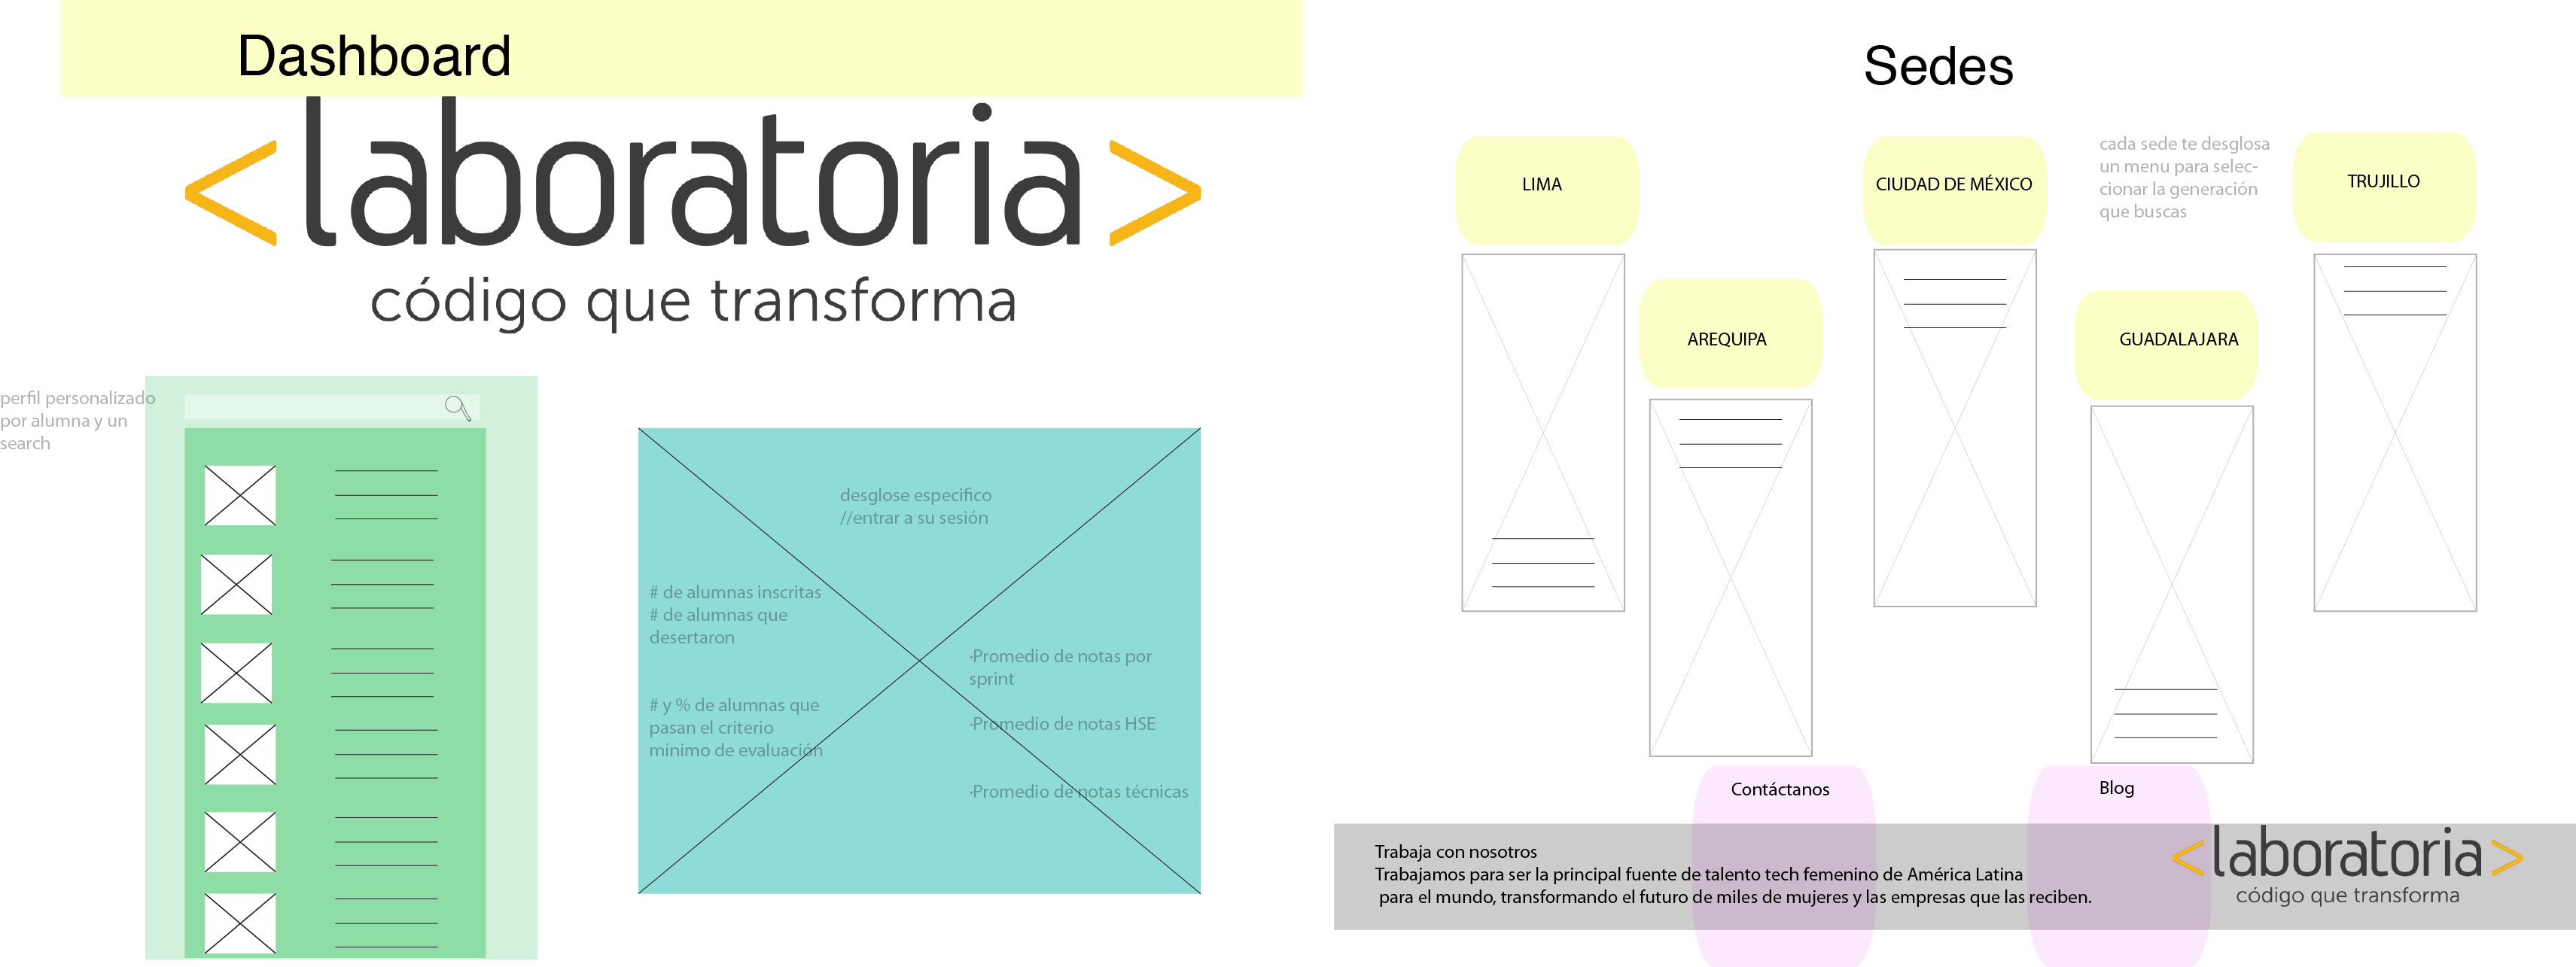 Dashboard
<laboratoria>
código que transforma
perfil personalizado
por alumna y un
search
desglose especifico
//entrar a su sesión
# de alumnas inscritas
# de alumnas que
desertaron
# y % de alumnas que
pasan el criterio
mínimo de evaluación
·Promedio de notas por
sprint
·Promedio de notas HSE
·Promedio de notas técnicas
Sedes
LIMA
CIUDAD DE MÉXICO
cada sede te desglosa
un menu para selec-
cionar la generación
que buscas
TRUJILLO
AREQUIPA
GUADALAJARA
Contáctanos
Blog
Trabaja con nosotros
Trabajamos para ser la principal fuente de talento tech femenino de América Latina
para el mundo, transformando el futuro de miles de mujeres y las empresas que las reciben.
<laboratoria>
código que transforma